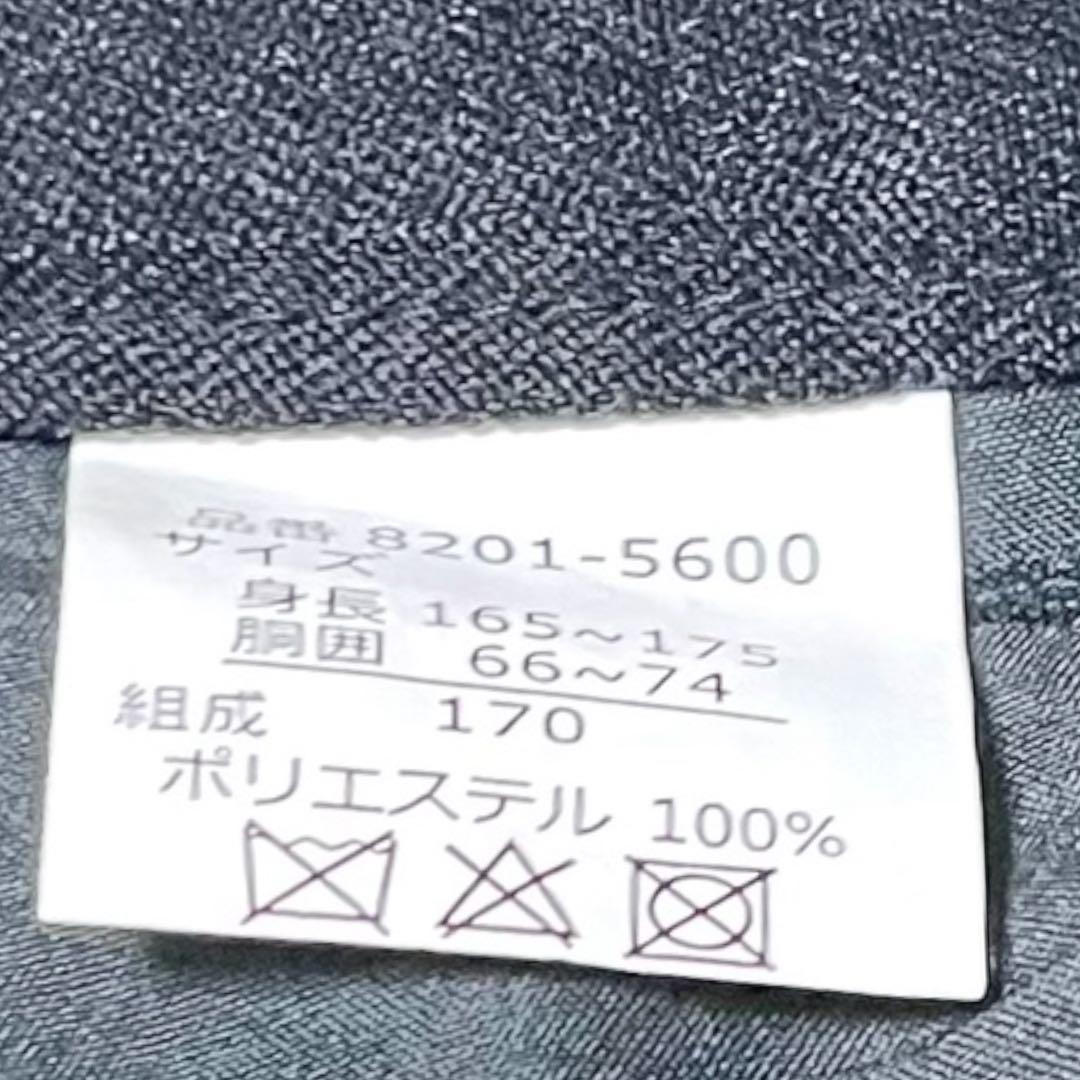 品番 8201-5600
サイズ
身長 165~175
胴囲 66~74
170
組成
ポリエステル 100%